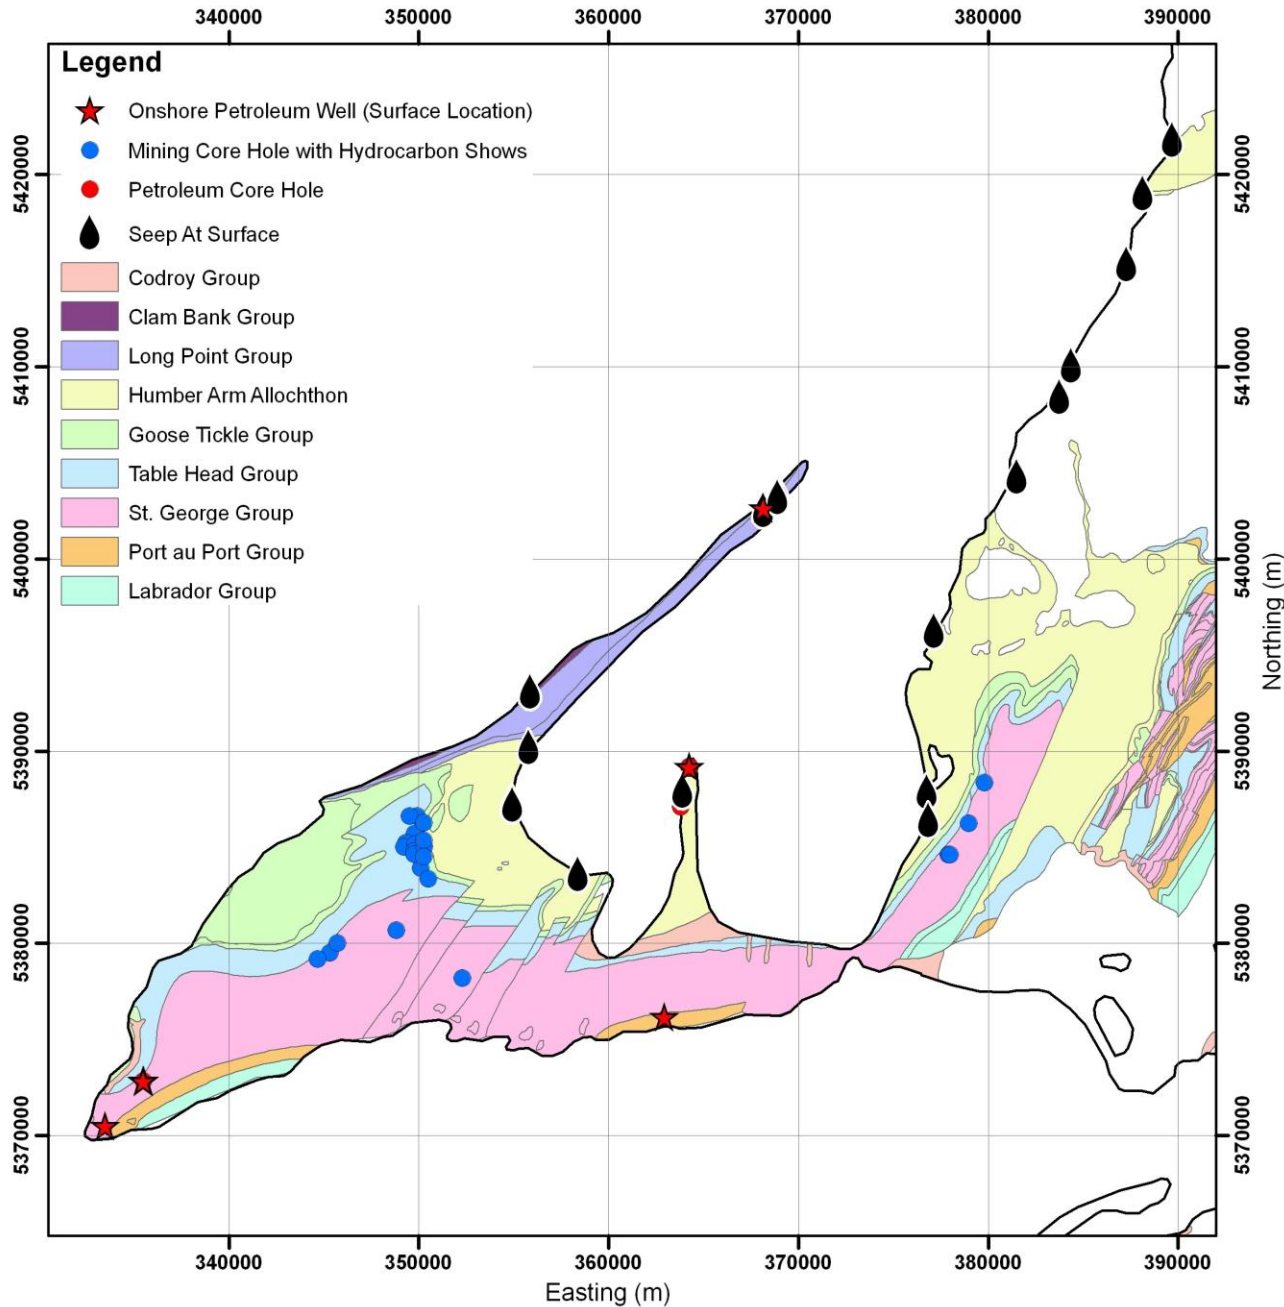 340000 350000 360000 370000 380000 390000
Legend
Onshore Petroleum Well (Surface Location)
Mining Core Hole with Hydrocarbon Shows
Petroleum Core Hole
Seep At Surface
Codroy Group
Clam Bank Group
Long Point Group
Humber Arm Allochthon
Goose Tickle Group
Table Head Group
St. George Group
Port au Port Group
Labrador Group
5420000
5410000
5400000
5390000
5380000
5370000
5420000
5410000
5400000
5390000
5380000
5370000
Northing (m)
340000 350000 360000 370000 380000 390000
Easting (m)